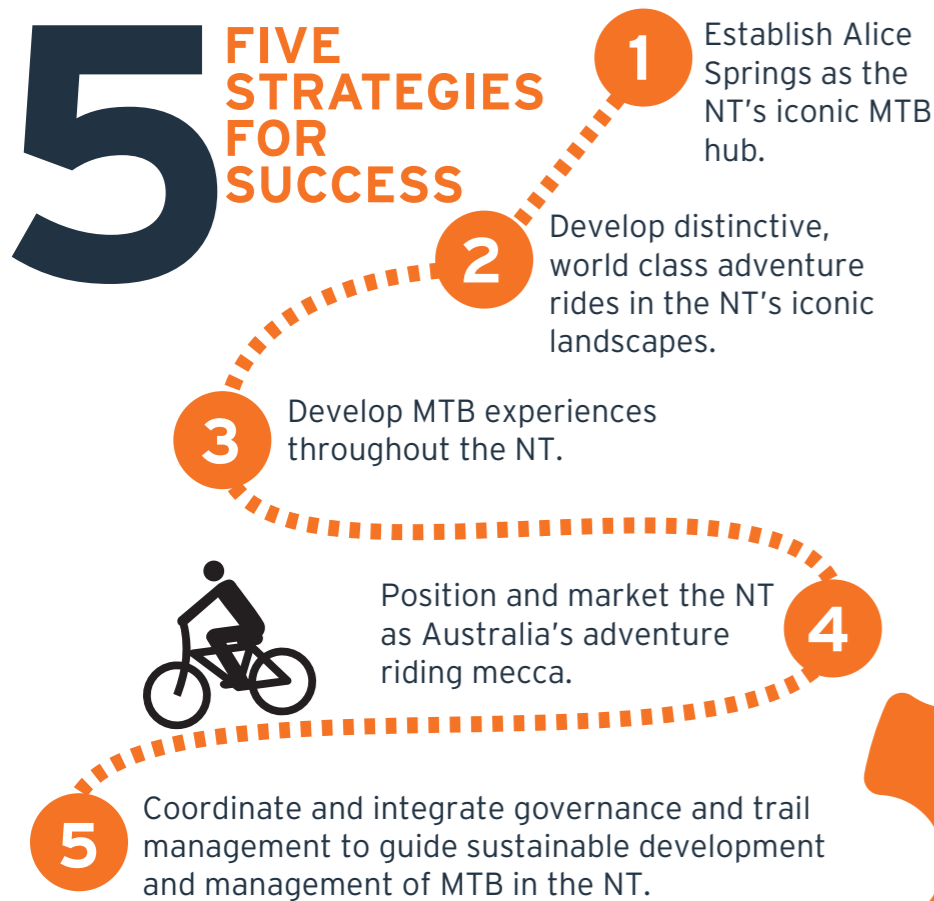 5
FIVE
STRATEGIES
FOR
SUCCESS
1
Establish Alice
Springs as the
NT's iconic MTB
hub.
2
Develop distinctive,
world class adventure
rides in the NT's iconic
landscapes.
3
Develop MTB experiences
throughout the NT.
4
Position and market the NT
as Australia's adventure
riding mecca.
5
Coordinate and integrate governance and trail
management to guide sustainable development
and management of MTB in the NT.